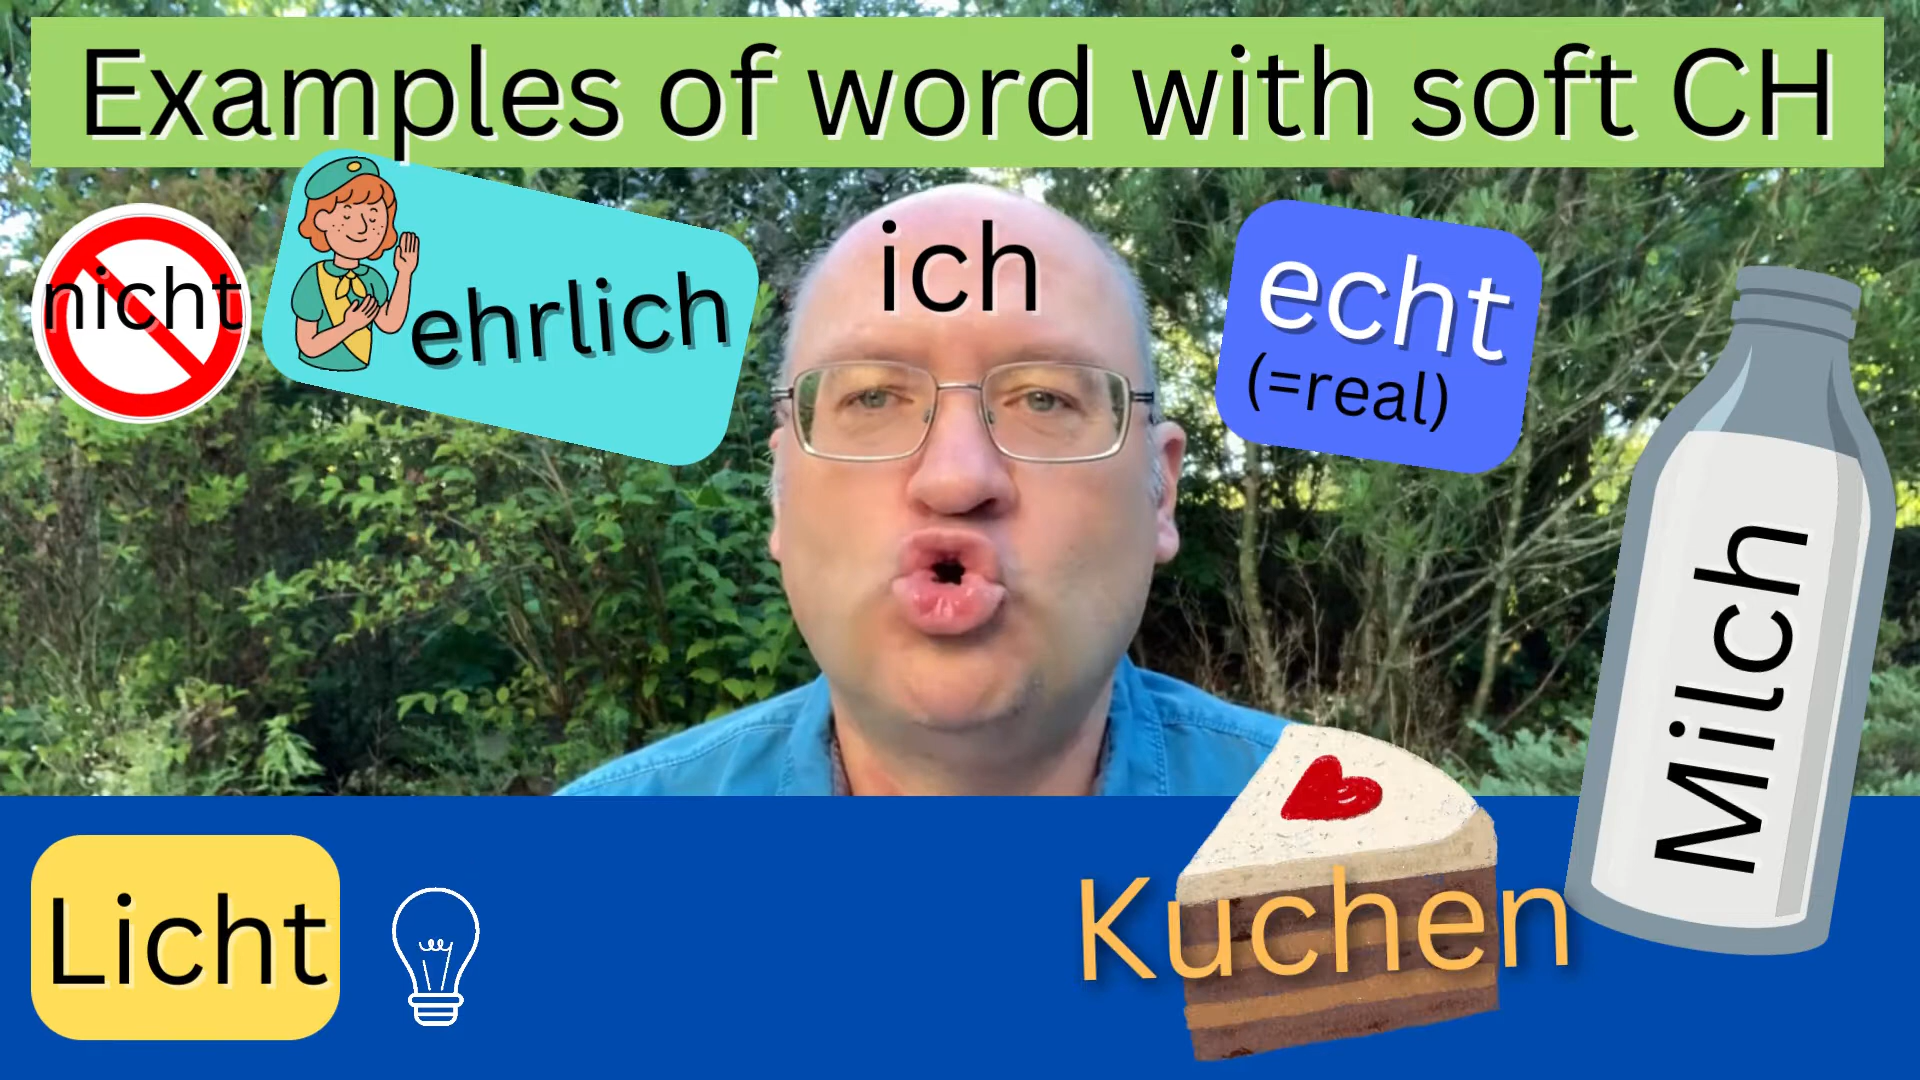 Examples of word with soft CH
nicht
ehrlich
ich
echt
(=real)
Milch
Licht
Kuchen